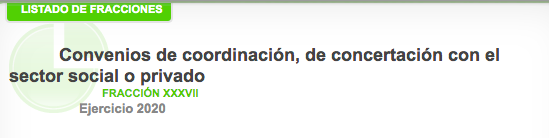 LISTADO DE FRACCIONES
Convenios de coordinación, de concertación con el
sector social o privado
FRACCIÓN XXXVII
Ejercicio 2020